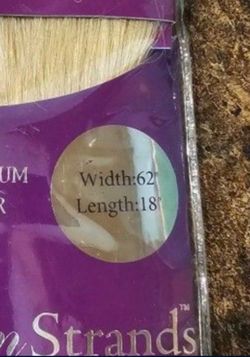 UM
R
Width:62"
Length:18"
n Strands™